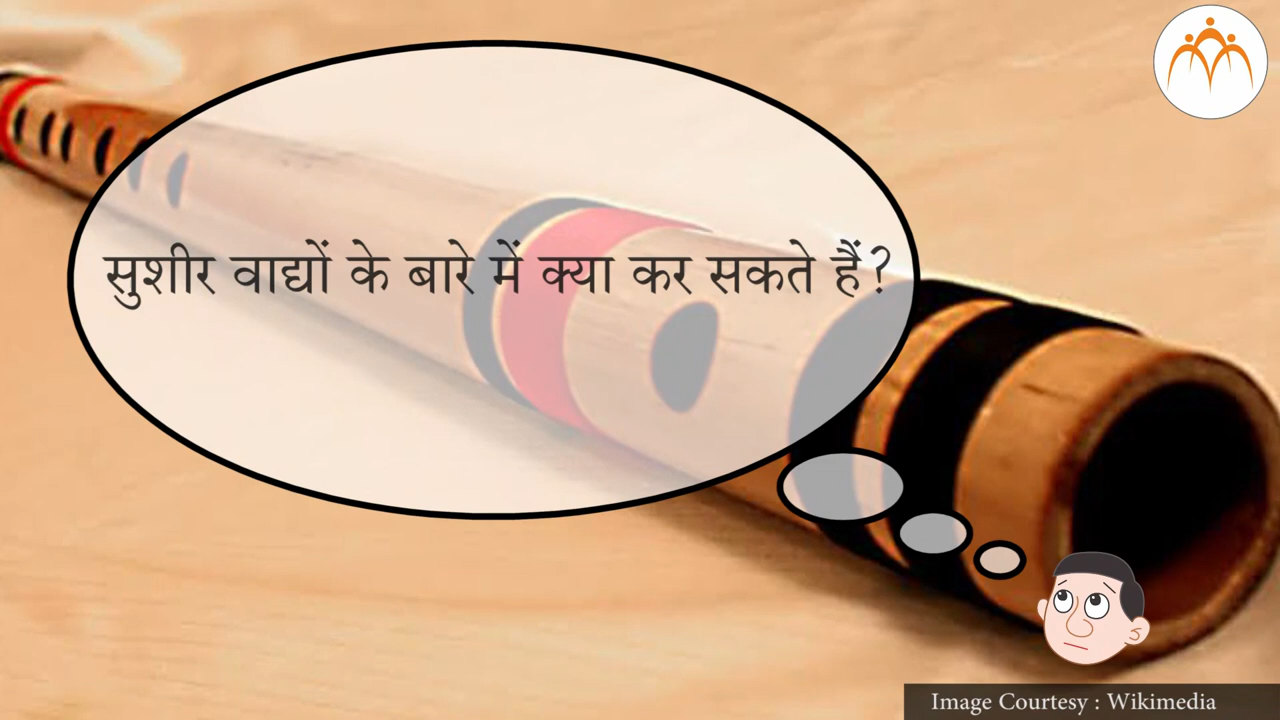 सुशीर वाद्यों के बारे में क्या कर सकते हैं?
Image Courtesy : Wikimedia